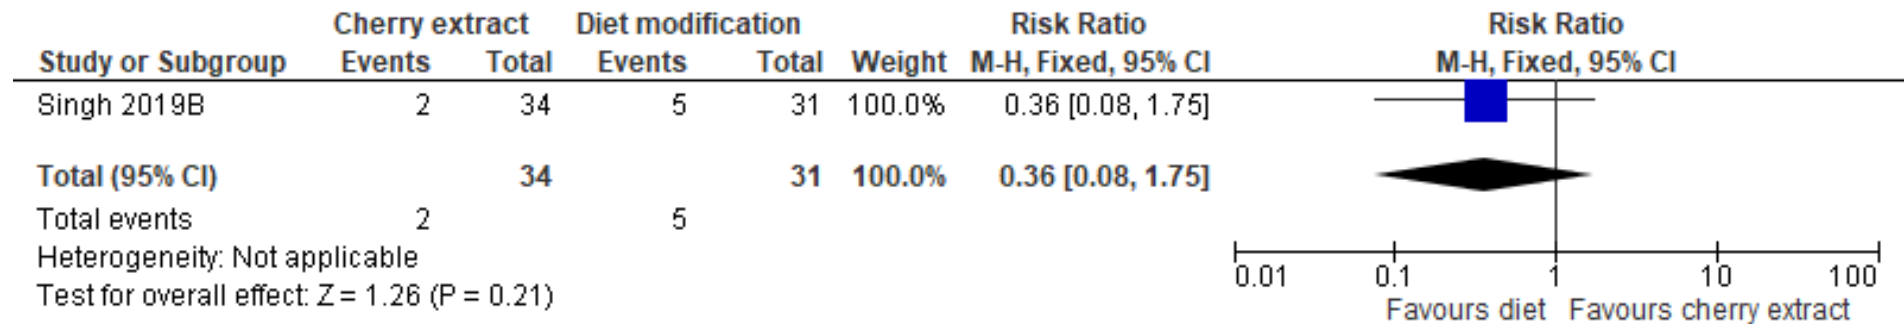 Cherry extract Diet modification Risk Ratio Risk Ratio
Study or Subgroup Events Total Events Total Weight M-H, Fixed, 95% CI M-H, Fixed, 95% CI
Singh 2019B 2 34 5 31 100.0% 0.36 [0.08, 1.75]
Total (95% CI) 34 31 100.0% 0.36 [0.08, 1.75]
Total events 2 5
Heterogeneity: Not applicable
Test for overall effect: Z = 1.26 (P = 0.21)
0.01 0.1 1 10 100
Favours diet Favours cherry extract